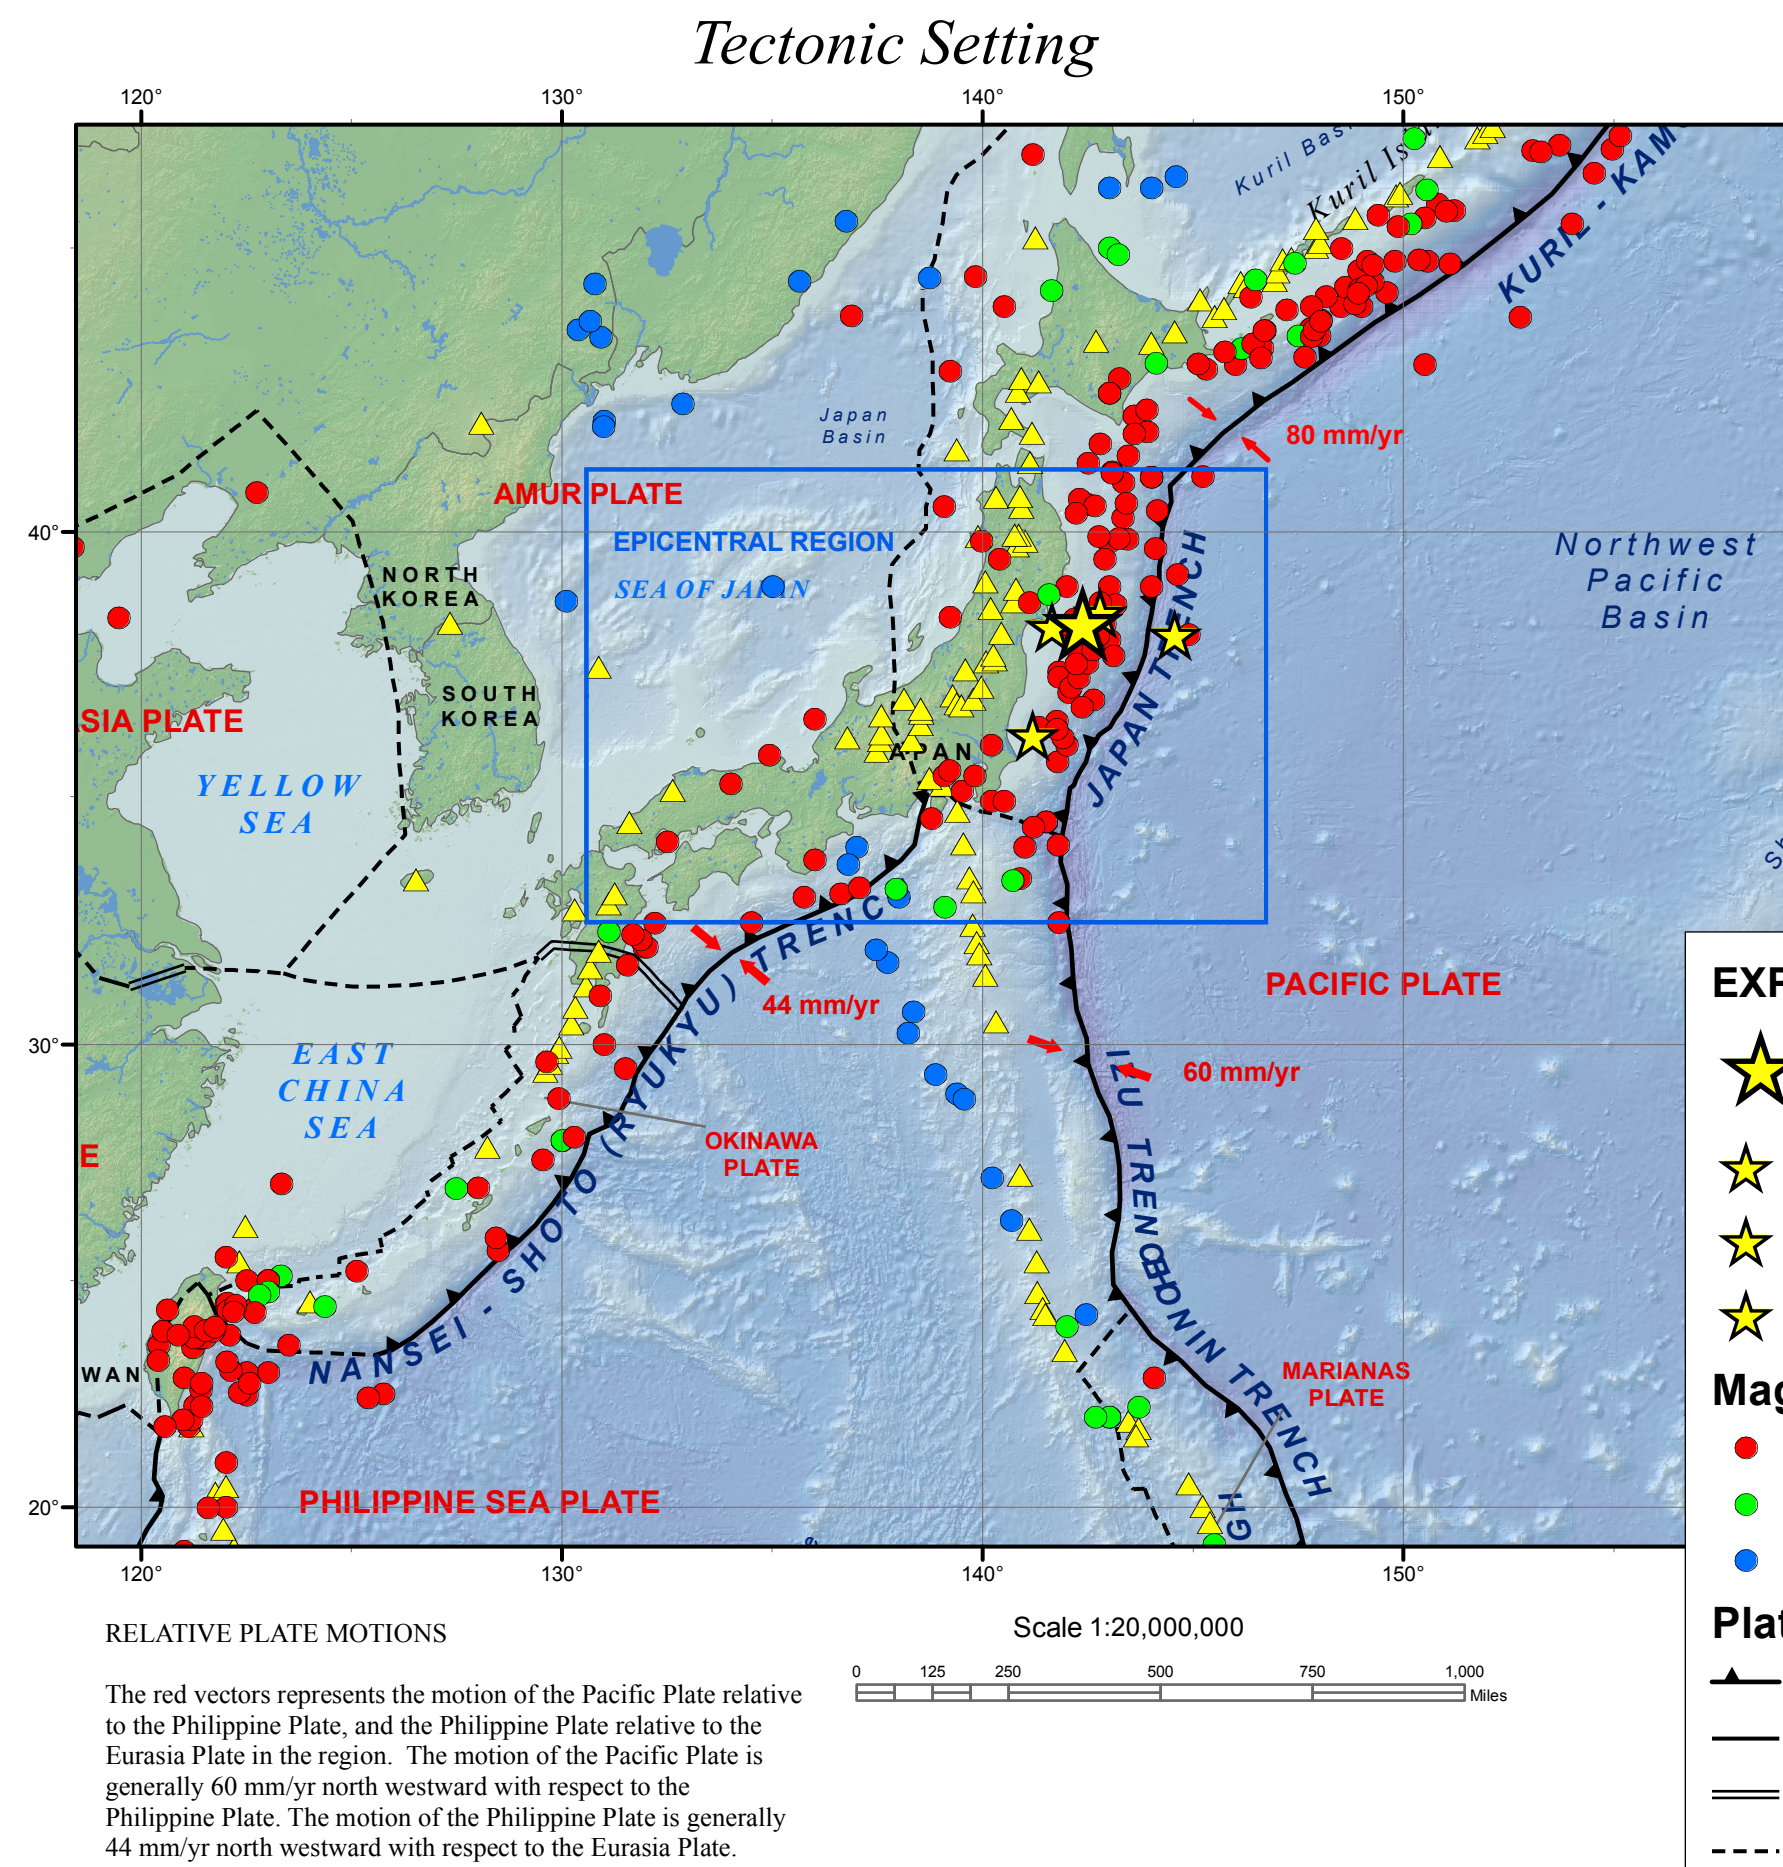 Tectonic Setting
120°
130°
140°
150°
Kuril
Kuril
KURIL - KAM
Japan
Basin
80 mm/yr
AMUR PLATE
40°
EPICENTRAL REGION
SEA OF JAPAN
Northwest
Pacific
Basin
NORTH
KOREA
JAPAN TRENCH
SOUTH
KOREA
SIA PLATE
JAPAN
YELLOW
SEA
NANSEI - SHOTO (RYUKYU) TRENC
PACIFIC PLATE
EXP
44 mm/yr
30°
EAST
CHINA
SEA
IZU TRENCH
60 mm/yr
OKINAWA
PLATE
E
BONIN TRENCH
WAN
MARIANAS
PLATE
Mag
PHILIPPINE SEA PLATE
20°
GH
120°
130°
140°
150°
Plat
RELATIVE PLATE MOTIONS
Scale 1:20,000,000
0 125 250 500 750 1,000
Miles
The red vectors represents the motion of the Pacific Plate relative
to the Philippine Plate, and the Philippine Plate relative to the
Eurasia Plate in the region. The motion of the Pacific Plate is
generally 60 mm/yr north westward with respect to the
Philippine Plate. The motion of the Philippine Plate is generally
44 mm/yr north westward with respect to the Eurasia Plate.